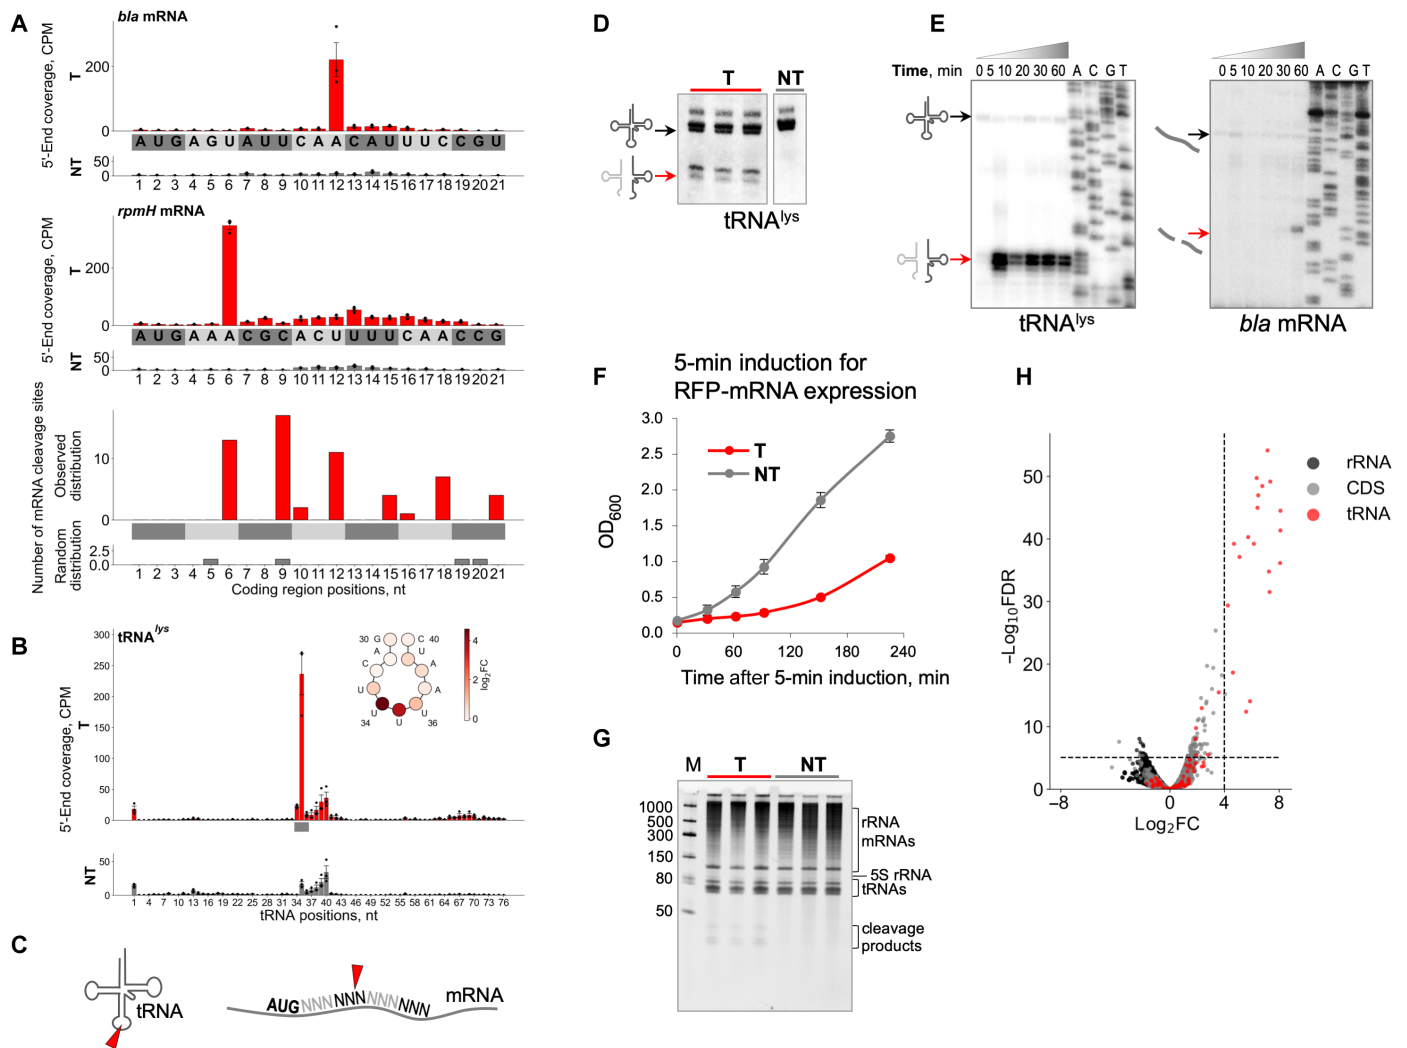 A
bla mRNA
5'-End coverage, CPM
T
200
0
A U G A G U A U U C A A C A U U U C C G U
NT
50
0
1 2 3 4 5 6 7 8 9 10 11 12 13 14 15 16 17 18 19 20 21
rpmH mRNA
5'-End coverage, CPM
T
200
0
A U G A A A C G C A C U U U U C A A C C G
NT
50
0
1 2 3 4 5 6 7 8 9 10 11 12 13 14 15 16 17 18 19 20 21
Number of mRNA cleavage sites
Observed
distribution
10
0
Random
distribution
2.5
0.0
1 2 3 4 5 6 7 8 9 10 11 12 13 14 15 16 17 18 19 20 21
Coding region positions, nt
B
tRNAlys
5'-End coverage, CPM
T
300
250
200
150
100
50
0
30 G C 40
A U
C A
U A
U U
34 U 36
4
2
0
log2FC
NT
50
0
1 4 7 10 13 16 19 22 25 28 31 34 37 40 43 46 49 52 55 58 61 64 67 70 73 76
tRNA positions, nt
C
tRNA
AUGNNNNNNNNNNNN
mRNA
D
T NT
tRNAlys
E
Time, min 0 5 10 20 30 60 A C G T
tRNAlys
0 5 10 20 30 60 A C G T
bla mRNA
F
5-min induction for
RFP-mRNA expression
OD600
3.0
2.5
2.0
1.5
1.0
0.5
0.0
T
NT
0 60 120 180 240
Time after 5-min induction, min
G
M T NT
1000
500
300
150
80
50
rRNA
mRNAs
5S rRNA
tRNAs
cleavage
products
H
−Log10FDR
50
40
30
20
10
0
−8 −4 0 4 8
Log2FC
rRNA
CDS
tRNA